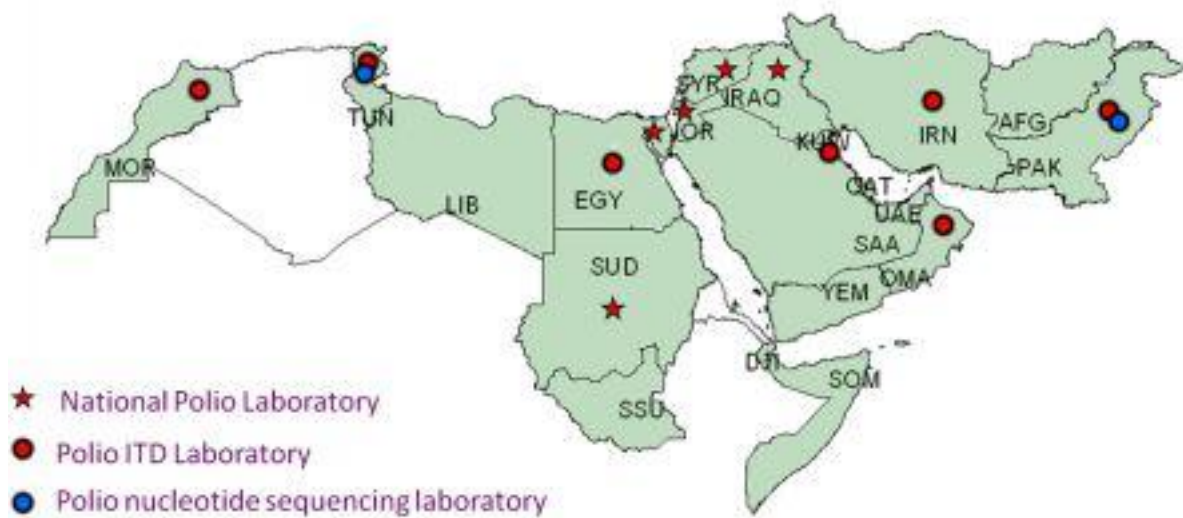 SYR
IRAQ
TUN
JOR
IRN
AFG
KUW
MOR
PAK
QAT
LIB
EGY
UAE
SAA
SUD
OMA
YEM
DJI
SOM
SSU
National Polio Laboratory
Polio ITD Laboratory
Polio nucleotide sequencing laboratory